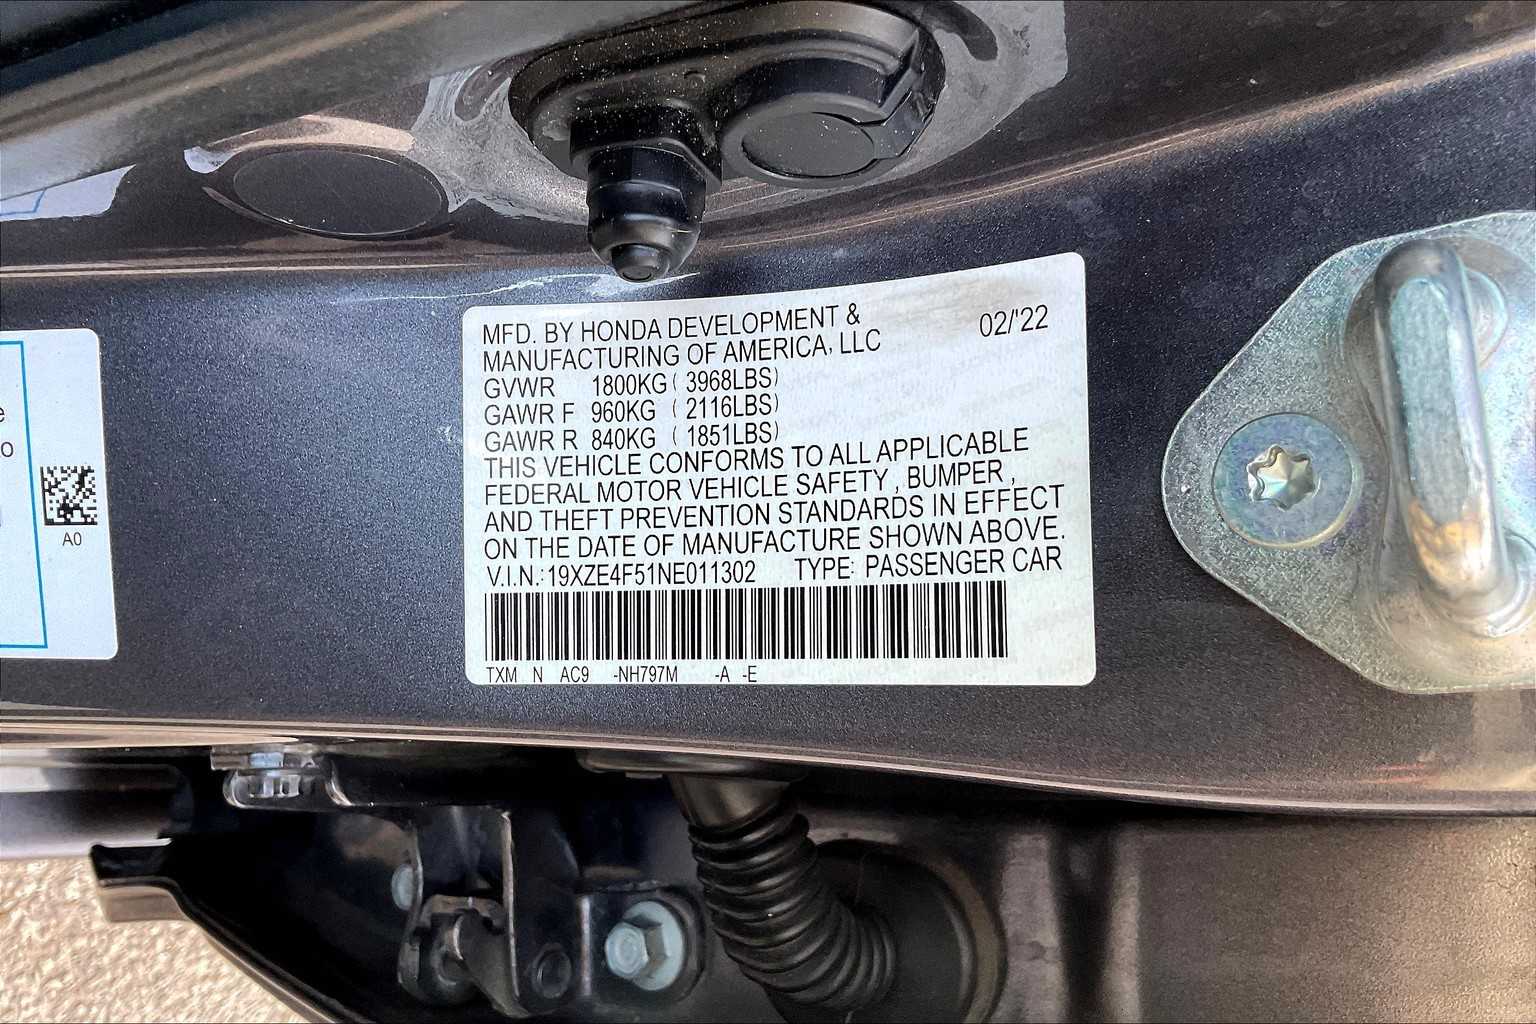 MFD. BY HONDA DEVELOPMENT & 02/'22
MANUFACTURING OF AMERICA, LLC
GVWR 1800KG ( 3968LBS)
GAWR F 960KG ( 2116LBS)
GAWR R 840KG ( 1851LBS)
THIS VEHICLE CONFORMS TO ALL APPLICABLE
FEDERAL MOTOR VEHICLE SAFETY , BUMPER ,
AND THEFT PREVENTION STANDARDS IN EFFECT
ON THE DATE OF MANUFACTURE SHOWN ABOVE.
V.I.N.: 19XZE4F51NE011302 TYPE: PASSENGER CAR
TXM N AC9 -NH797M -A -E
A0